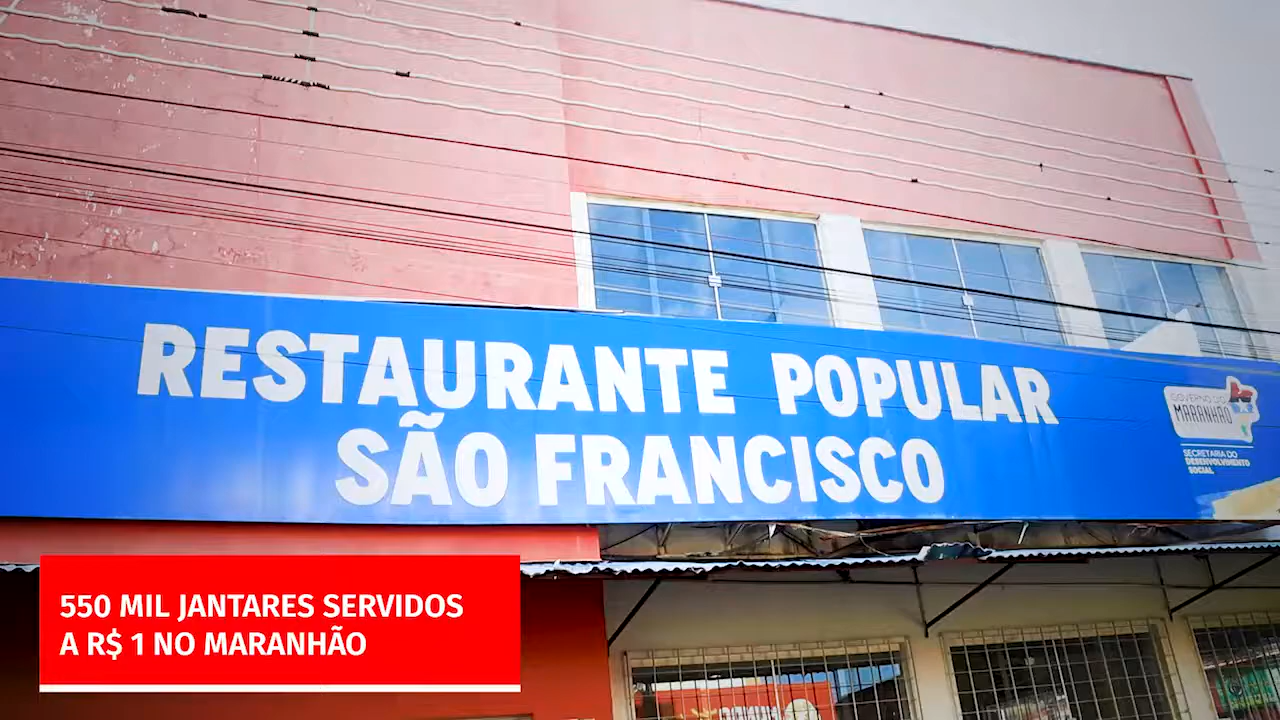 RESTAURANTE POPULAR
SÃO FRANCISCO
GOVERNO DO
MARANHÃO
SECRETARIA DO
DESENVOLVIMENTO
SOCIAL
550 MIL JANTARES SERVIDOS
A R$ 1 NO MARANHÃO